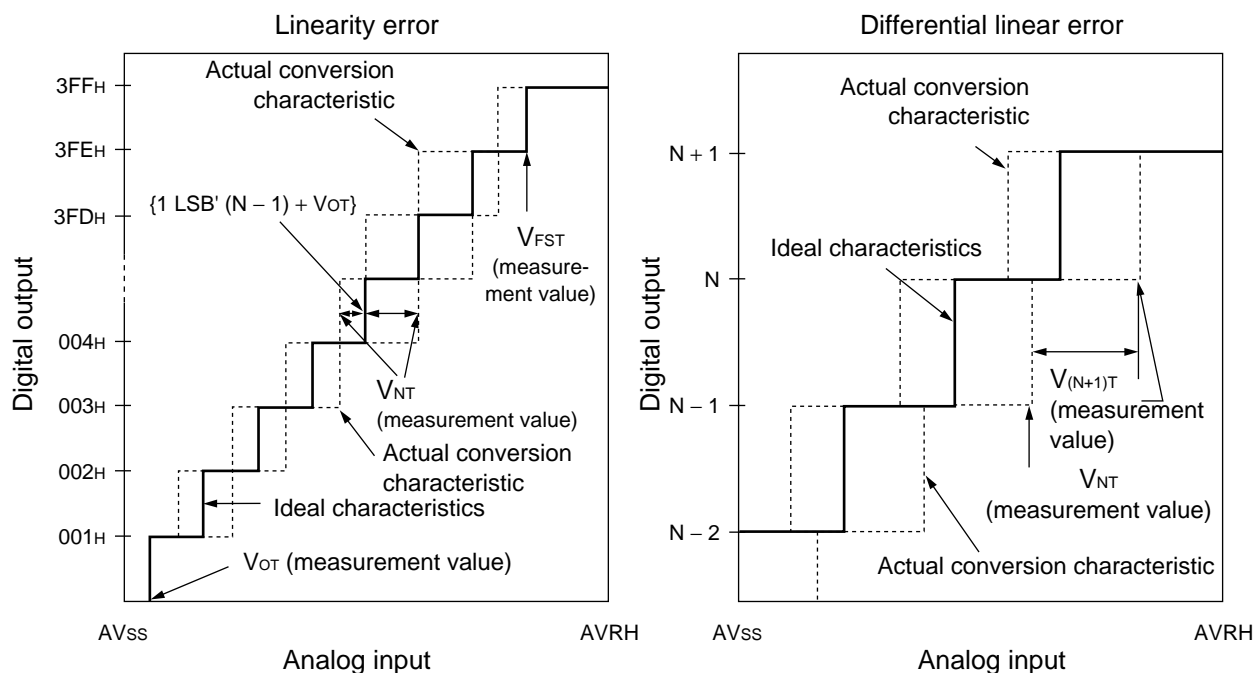 Linearity error
3FFH
3FEH
3FDH
004H
003H
002H
001H
Digital output
Actual conversion
characteristic
{1 LSB' (N – 1) + VOT}
VFST
(measure-
ment value)
VNT
(measurement value)
Actual conversion
characteristic
Ideal characteristics
VOT (measurement value)
AVSS
AVRH
Analog input
Differential linear error
N + 1
N
N – 1
N – 2
Digital output
Actual conversion
characteristic
Ideal characteristics
V(N+1)T
(measurement
value)
VNT
(measurement value)
Actual conversion characteristic
AVSS
AVRH
Analog input